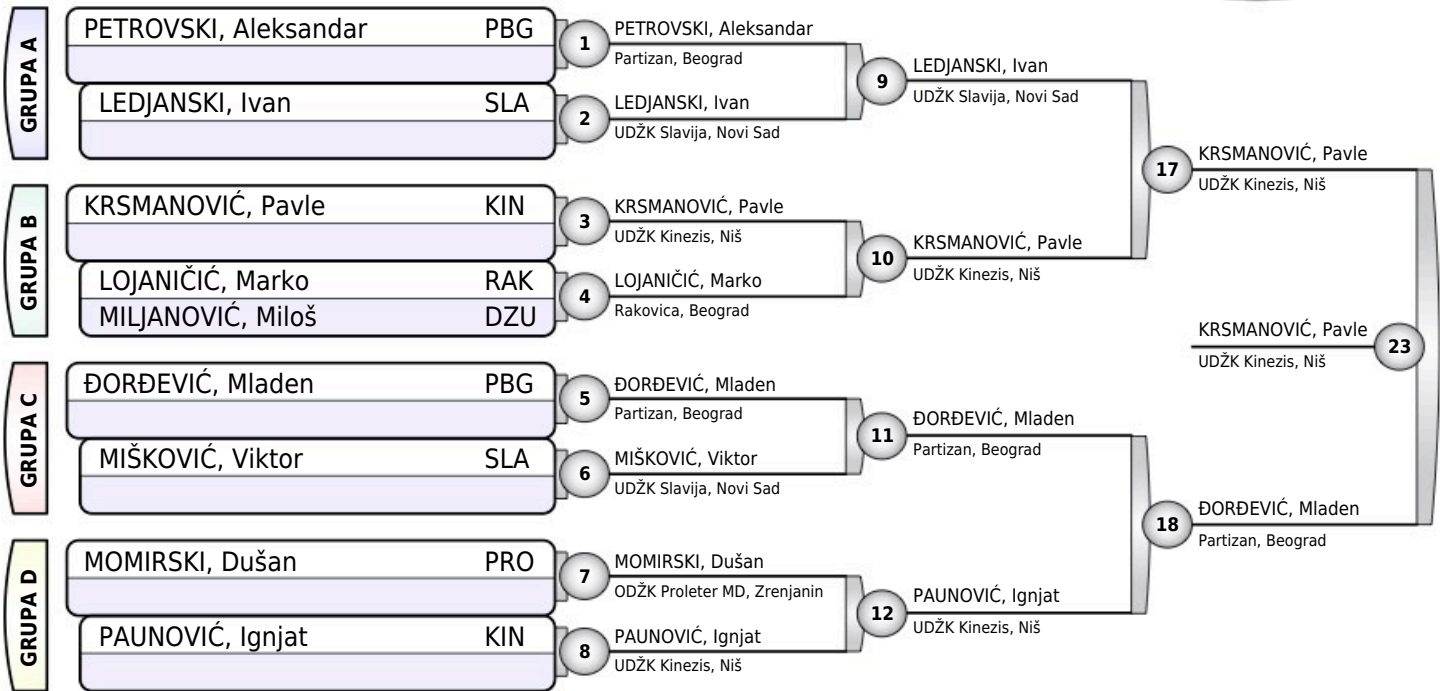 GRUPA A
PETROVSKI, Aleksandar PBG
LEDJANSKI, Ivan SLA
GRUPA B
KRSMANOVIĆ, Pavle KIN
LOJANIČIĆ, Marko RAK
MILJANOVIĆ, Miloš DZU
GRUPA C
ĐORĐEVIĆ, Mladen PBG
MIŠKOVIĆ, Viktor SLA
GRUPA D
MOMIRSKI, Dušan PRO
PAUNOVIĆ, Ignjat KIN
1
PETROVSKI, Aleksandar
Partizan, Beograd
2
LEDJANSKI, Ivan
UDŽK Slavija, Novi Sad
3
KRSMANOVIĆ, Pavle
UDŽK Kinezis, Niš
4
LOJANIČIĆ, Marko
Rakovica, Beograd
5
ĐORĐEVIĆ, Mladen
Partizan, Beograd
6
MIŠKOVIĆ, Viktor
UDŽK Slavija, Novi Sad
7
MOMIRSKI, Dušan
ODŽK Proleter MD, Zrenjanin
8
PAUNOVIĆ, Ignjat
UDŽK Kinezis, Niš
9
LEDJANSKI, Ivan
UDŽK Slavija, Novi Sad
10
KRSMANOVIĆ, Pavle
UDŽK Kinezis, Niš
11
ĐORĐEVIĆ, Mladen
Partizan, Beograd
12
PAUNOVIĆ, Ignjat
UDŽK Kinezis, Niš
17
KRSMANOVIĆ, Pavle
UDŽK Kinezis, Niš
18
ĐORĐEVIĆ, Mladen
Partizan, Beograd
KRSMANOVIĆ, Pavle
UDŽK Kinezis, Niš
23